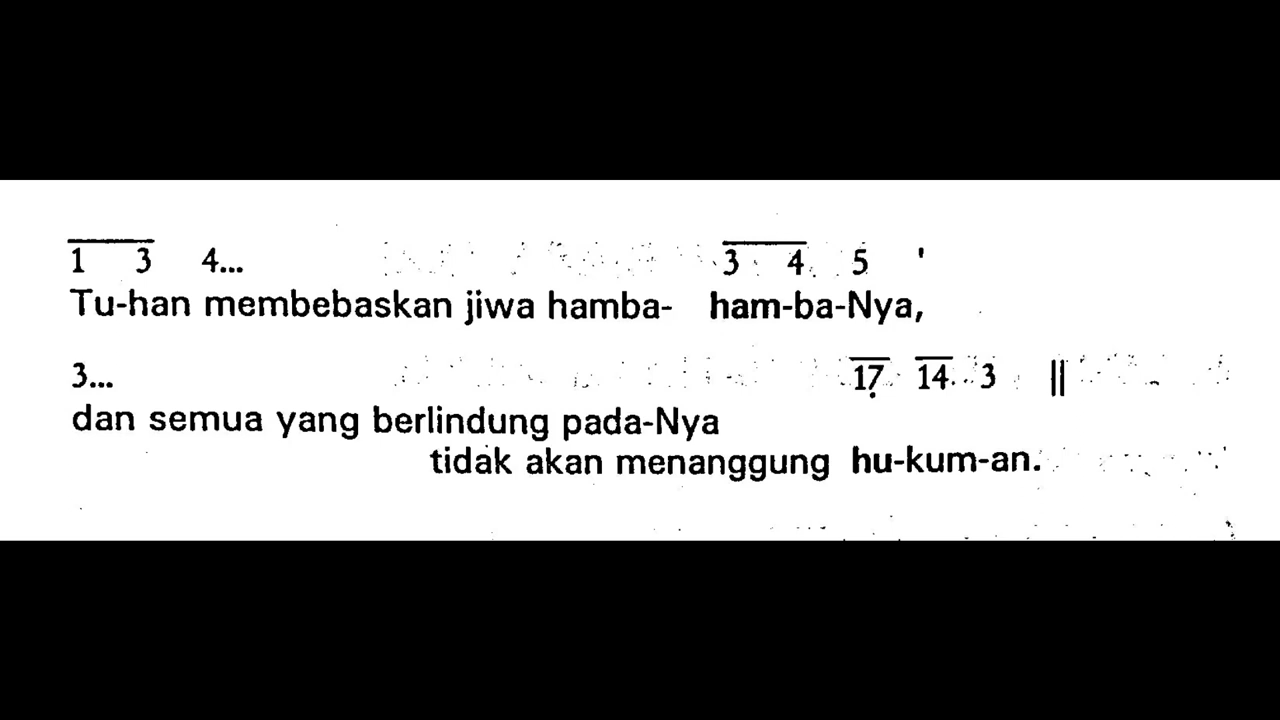 1 3 4... 3 4 5 '
Tu-han membebaskan jiwa hamba- ham-ba-Nya,
3... 17̣ 14 3 ||
dan semua yang berlindung pada-Nya
tidak akan menanggung hu-kum-an.